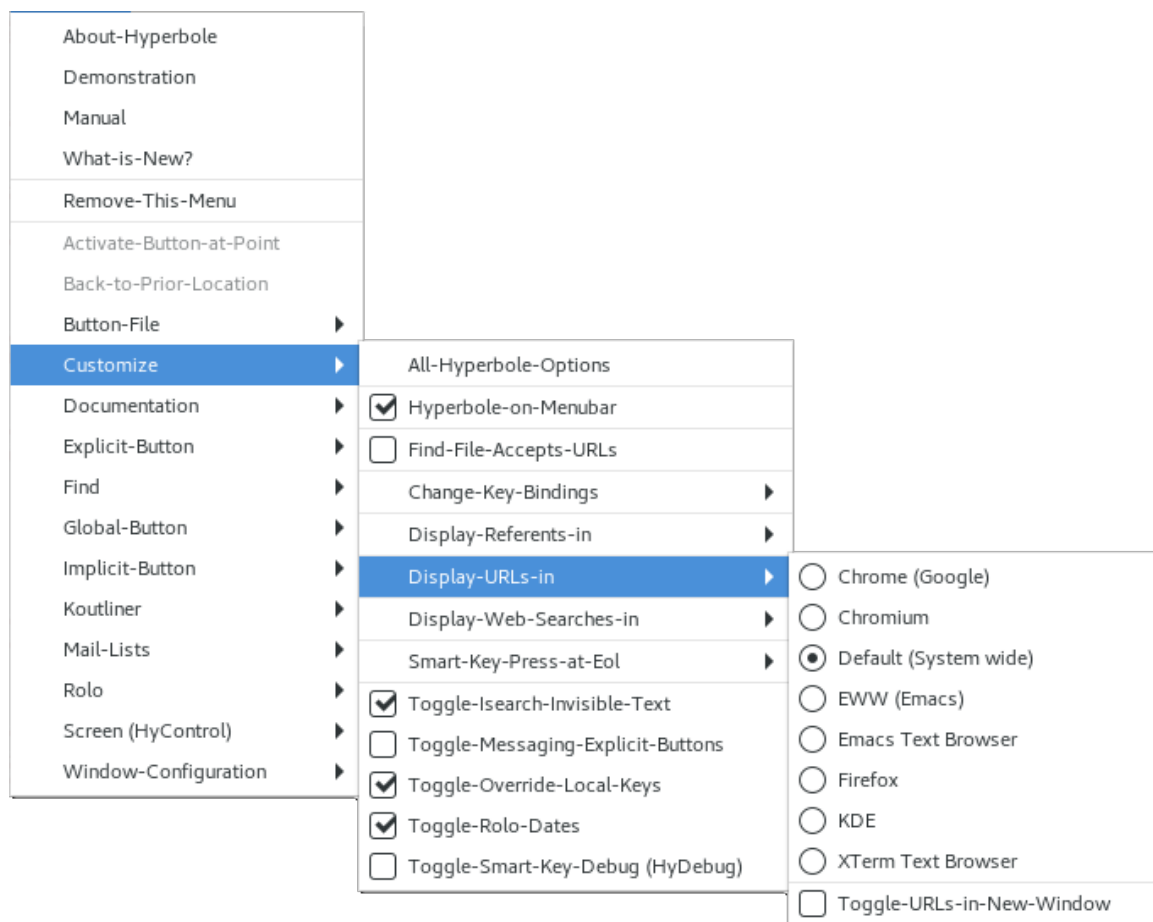 About-Hyperbole
Demonstration
Manual
What-is-New?
Remove-This-Menu
Activate-Button-at-Point
Back-to-Prior-Location
Button-File
Customize
Documentation
Explicit-Button
Find
Global-Button
Implicit-Button
Koutliner
Mail-Lists
Rolo
Screen (HyControl)
Window-Configuration
All-Hyperbole-Options
Hyperbole-on-Menubar
Find-File-Accepts-URLs
Change-Key-Bindings
Display-Referents-in
Display-URLs-in
Display-Web-Searches-in
Smart-Key-Press-at-Eol
Toggle-Isearch-Invisible-Text
Toggle-Messaging-Explicit-Buttons
Toggle-Override-Local-Keys
Toggle-Rolo-Dates
Toggle-Smart-Key-Debug (HyDebug)
Chrome (Google)
Chromium
Default (System wide)
EWW (Emacs)
Emacs Text Browser
Firefox
KDE
XTerm Text Browser
Toggle-URLs-in-New-Window